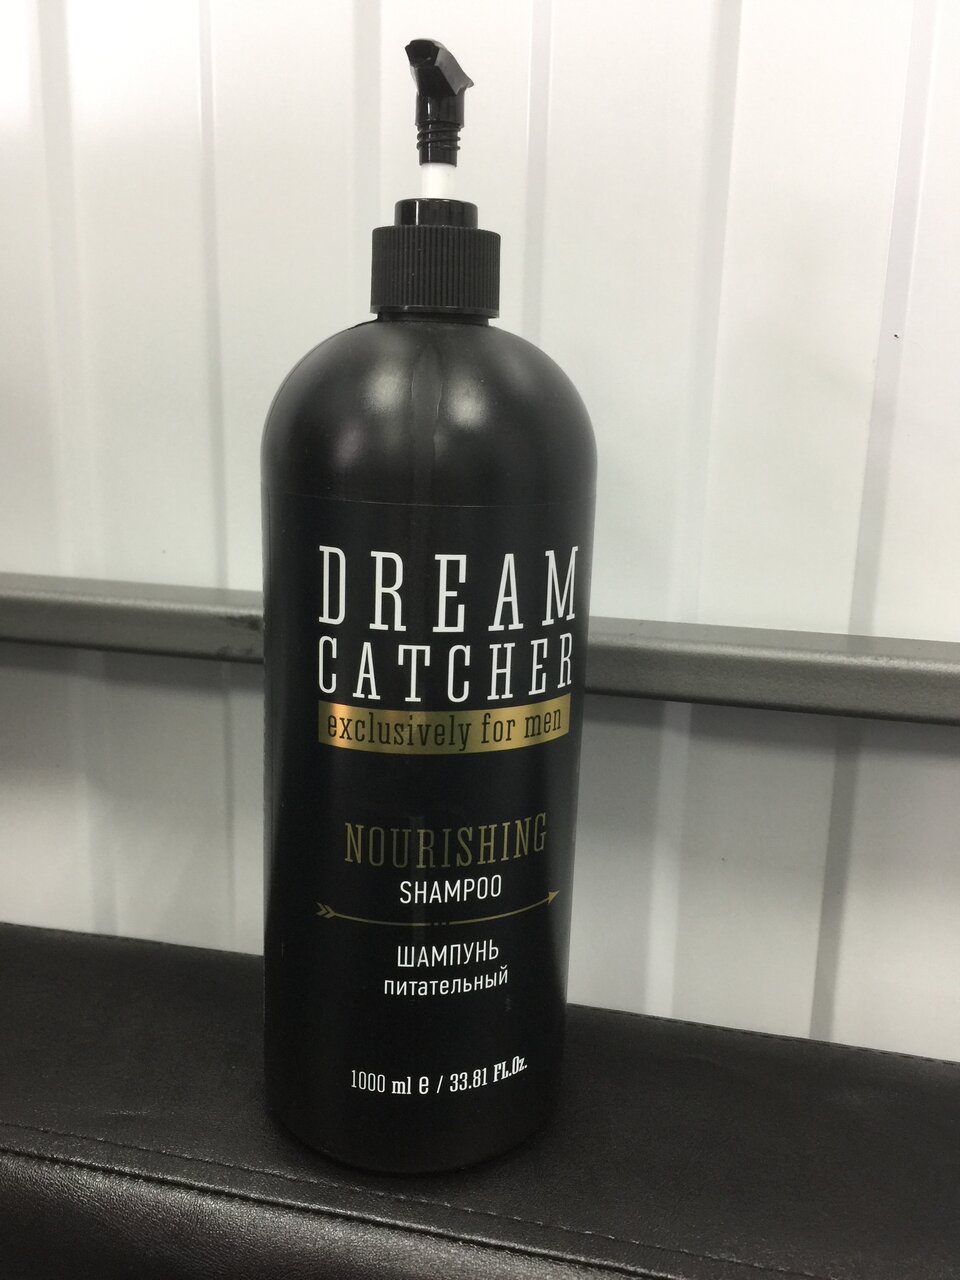 DREAM
CATCHER
exclusively for men
NOURISHING
SHAMPOO
ШАМПУНЬ
питательный
1000 ml e / 33.81 FL.Oz.